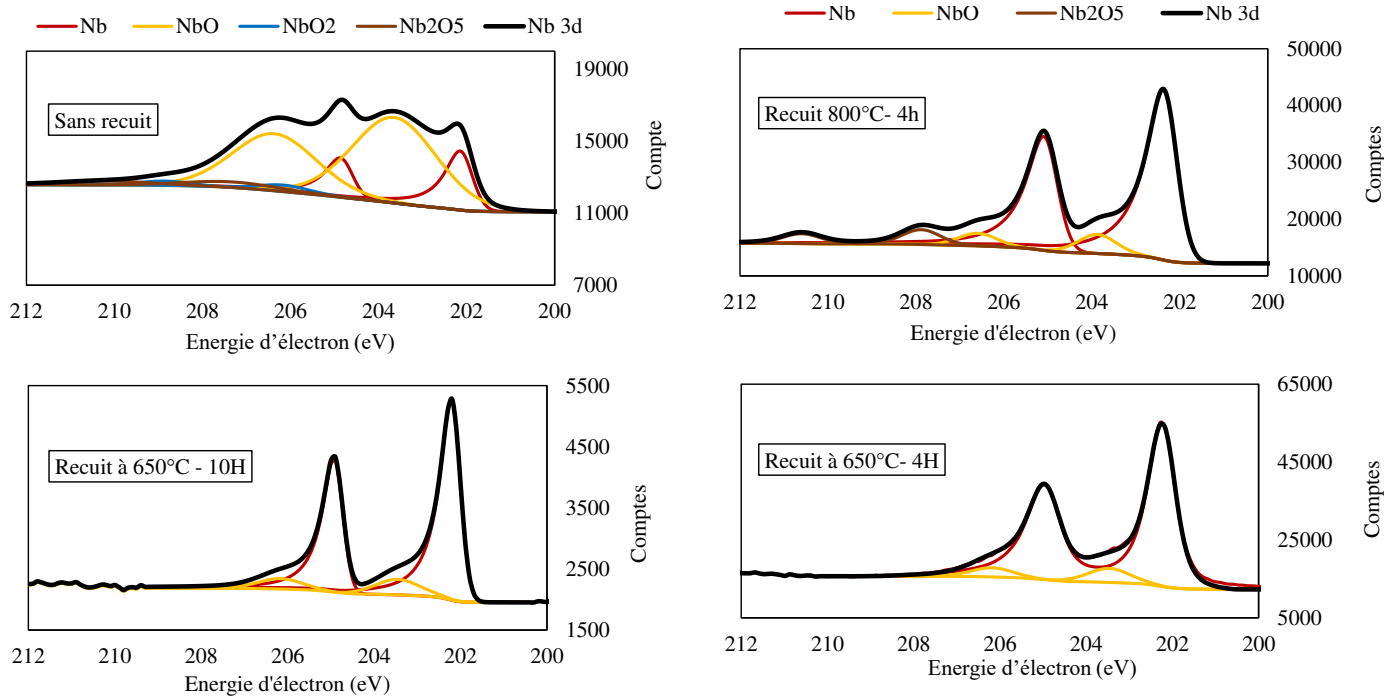 Nb NbO NbO2 Nb2O5 Nb 3d
19000
15000
11000
7000
Compte
Sans recuit
212 210 208 206 204 202 200
Energie d’électron (eV)
Nb NbO Nb2O5 Nb 3d
50000
40000
30000
20000
10000
Comptes
Recuit 800°C- 4h
212 210 208 206 204 202 200
Energie d'électron (eV)
5500
4500
3500
2500
1500
Comptes
Recuit à 650°C - 10H
212 210 208 206 204 202 200
Energie d'électron (eV)
65000
45000
25000
5000
Comptes
Recuit à 650°C- 4H
212 210 208 206 204 202 200
Energie d’électron (eV)